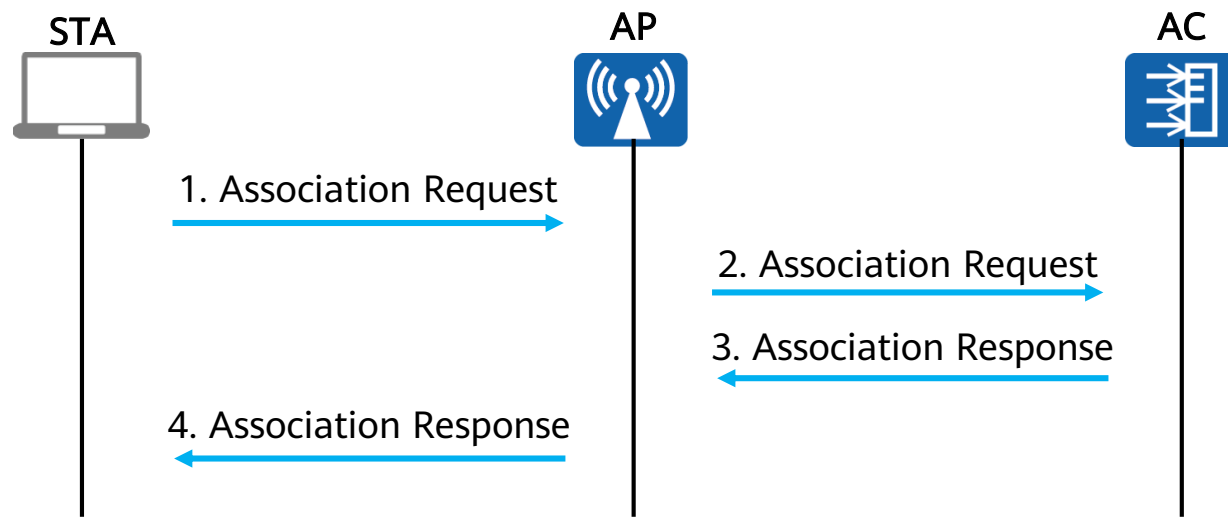 STA
AP
AC
1. Association Request
2. Association Request
3. Association Response
4. Association Response